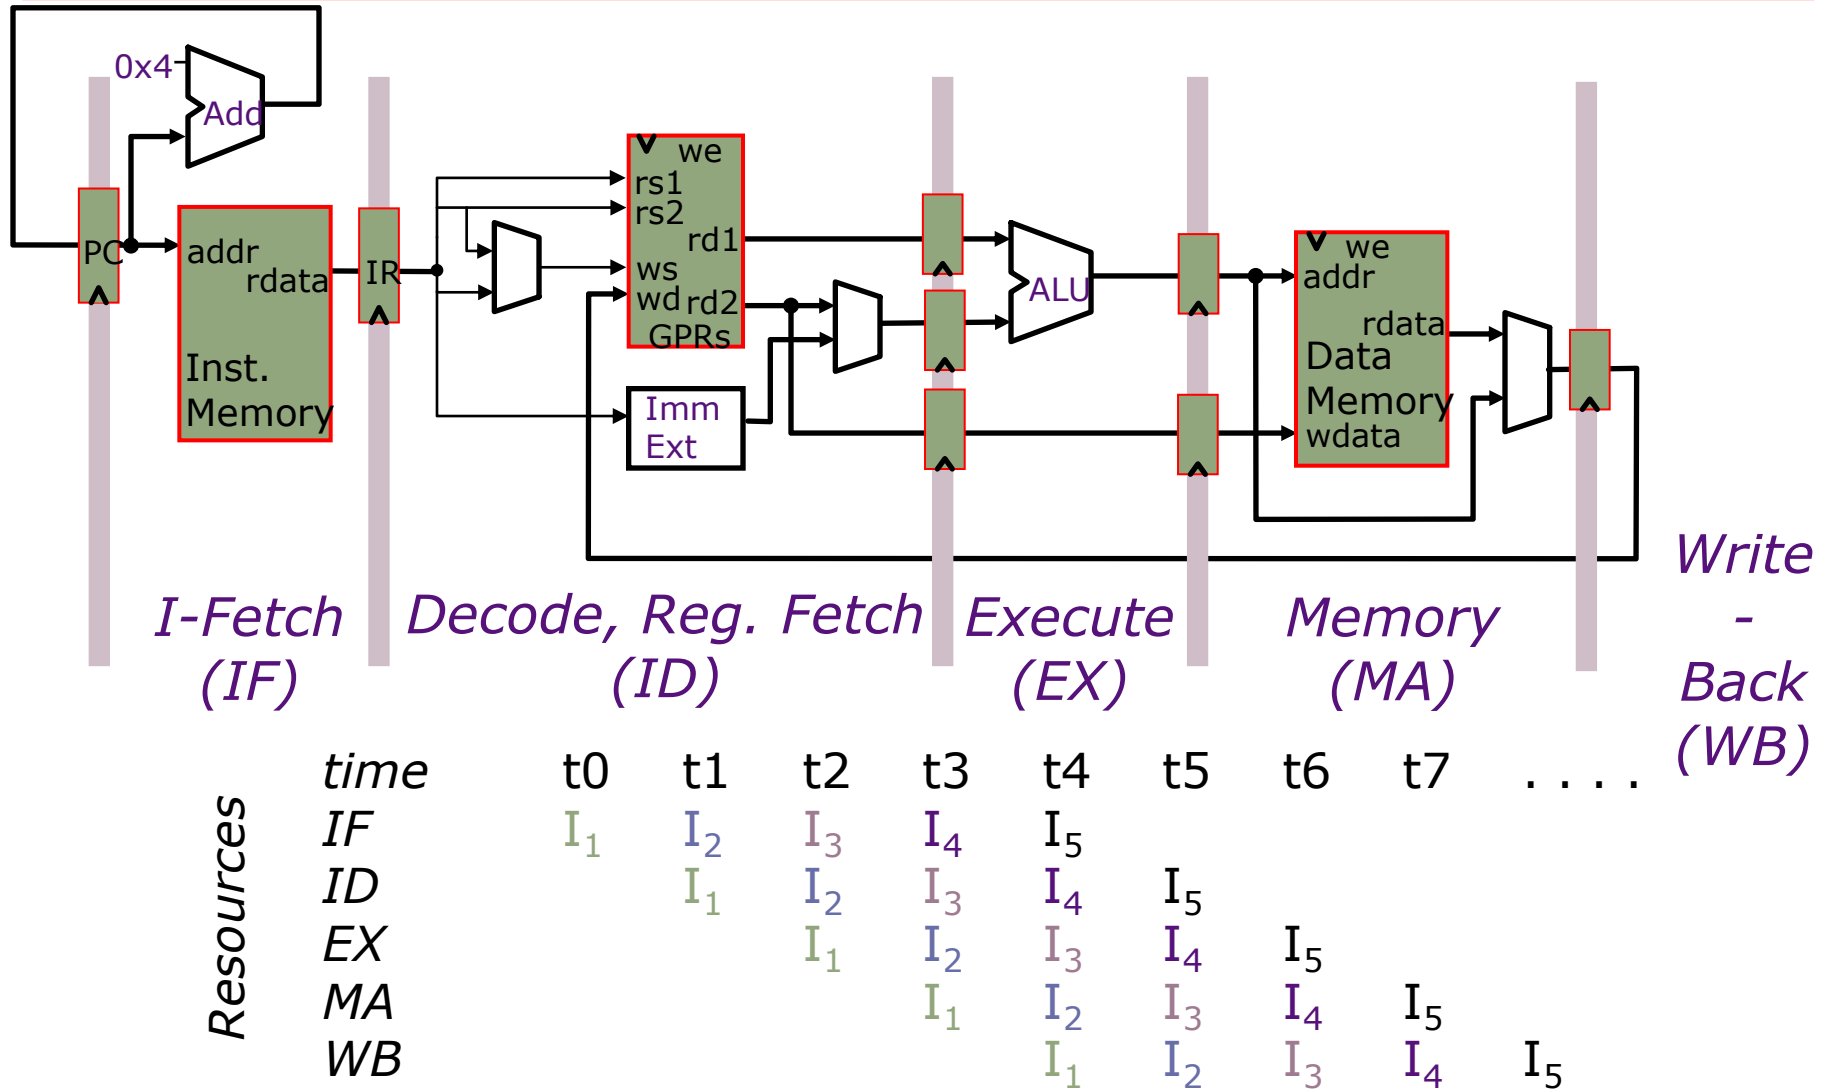 0x4
Add
PC
addr
rdata
Inst.
Memory
IR
we
rs1
rs2
rd1
ws
wd rd2
GPRs
Imm
Ext
ALU
we
addr
rdata
Data
Memory
wdata
I-Fetch
(IF)
Decode, Reg. Fetch
(ID)
Execute
(EX)
Memory
(MA)
Write
-
Back
(WB)
Resources
time t0 t1 t2 t3 t4 t5 t6 t7 . . . .
IF I1 I2 I3 I4 I5
ID I1 I2 I3 I4 I5
EX I1 I2 I3 I4 I5
MA I1 I2 I3 I4 I5
WB I1 I2 I3 I4 I5